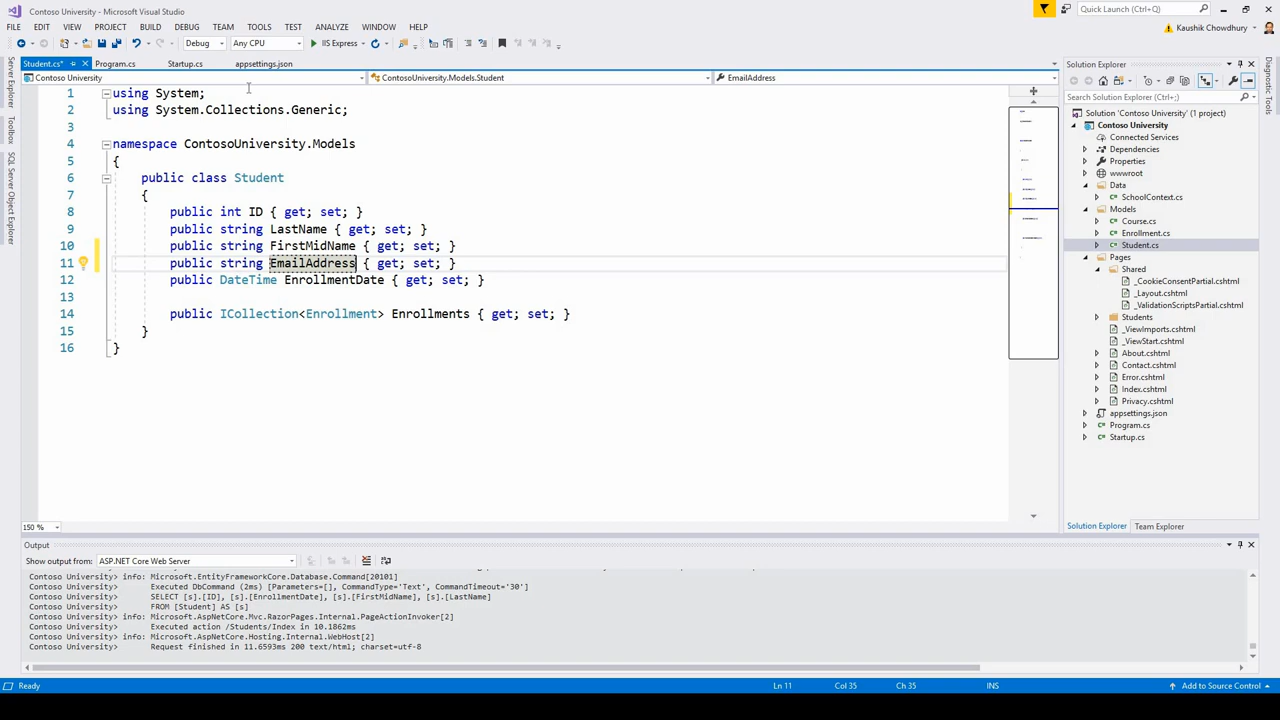 Contoso University - Microsoft Visual Studio
Quick Launch (Ctrl+Q)
FILE EDIT VIEW PROJECT BUILD DEBUG TEAM TOOLS TEST ANALYZE WINDOW HELP
Kaushik Chowdhury
Debug Any CPU IIS Express
Student.cs* Program.cs Startup.cs appsettings.json
Contoso University ContosoUniversity.Models.Student EmailAddress
1 using System;
2 using System.Collections.Generic;
3
4 namespace ContosoUniversity.Models
5 {
6 public class Student
7 {
8 public int ID { get; set; }
9 public string LastName { get; set; }
10 public string FirstMidName { get; set; }
11 public string EmailAddress { get; set; }
12 public DateTime EnrollmentDate { get; set; }
13
14 public ICollection<Enrollment> Enrollments { get; set; }
15 }
16 }
150 %
Server Explorer
Toolbox
SQL Server Object Explorer
Solution Explorer
Search Solution Explorer (Ctrl+;)
Solution 'Contoso University' (1 project)
Contoso University
Connected Services
Dependencies
Properties
wwwroot
Data
SchoolContext.cs
Models
Course.cs
Enrollment.cs
Student.cs
Pages
Shared
_CookieConsentPartial.cshtml
_Layout.cshtml
_ValidationScriptsPartial.cshtml
Students
_ViewImports.cshtml
_ViewStart.cshtml
About.cshtml
Contact.cshtml
Error.cshtml
Index.cshtml
Privacy.cshtml
appsettings.json
Program.cs
Startup.cs
Solution Explorer Team Explorer
Diagnostic Tools
Output
Show output from: ASP.NET Core Web Server
Contoso University> info: Microsoft.EntityFrameworkCore.Database.Command[20101]
Contoso University> Executed DbCommand (2ms) [Parameters=[], CommandType='Text', CommandTimeout='30']
Contoso University> SELECT [s].[ID], [s].[EnrollmentDate], [s].[FirstMidName], [s].[LastName]
Contoso University> FROM [Student] AS [s]
Contoso University> info: Microsoft.AspNetCore.Mvc.RazorPages.Internal.PageActionInvoker[2]
Contoso University> Executed action /Students/Index in 10.1862ms
Contoso University> info: Microsoft.AspNetCore.Hosting.Internal.WebHost[2]
Contoso University> Request finished in 11.6593ms 200 text/html; charset=utf-8
Ready Ln 11 Col 35 Ch 35 INS Add to Source Control